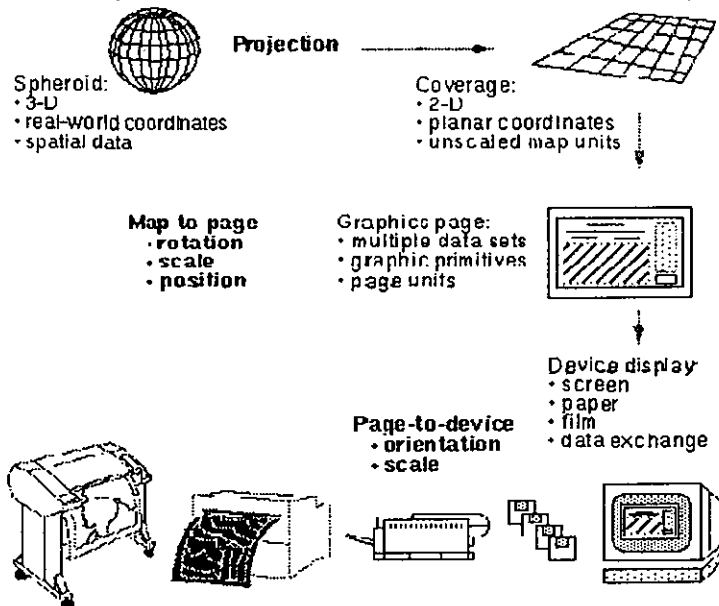 Projection
Spheroid:
• 3-D
• real-world coordinates
• spatial data
Coverage:
• 2-D
• planar coordinates
• unscaled map units
Map to page
• rotation
• scale
• position
Graphics page:
• multiple data sets
• graphic primitives
• page units
Device display
• screen
• paper
• film
• data exchange
Page-to-device
• orientation
• scale